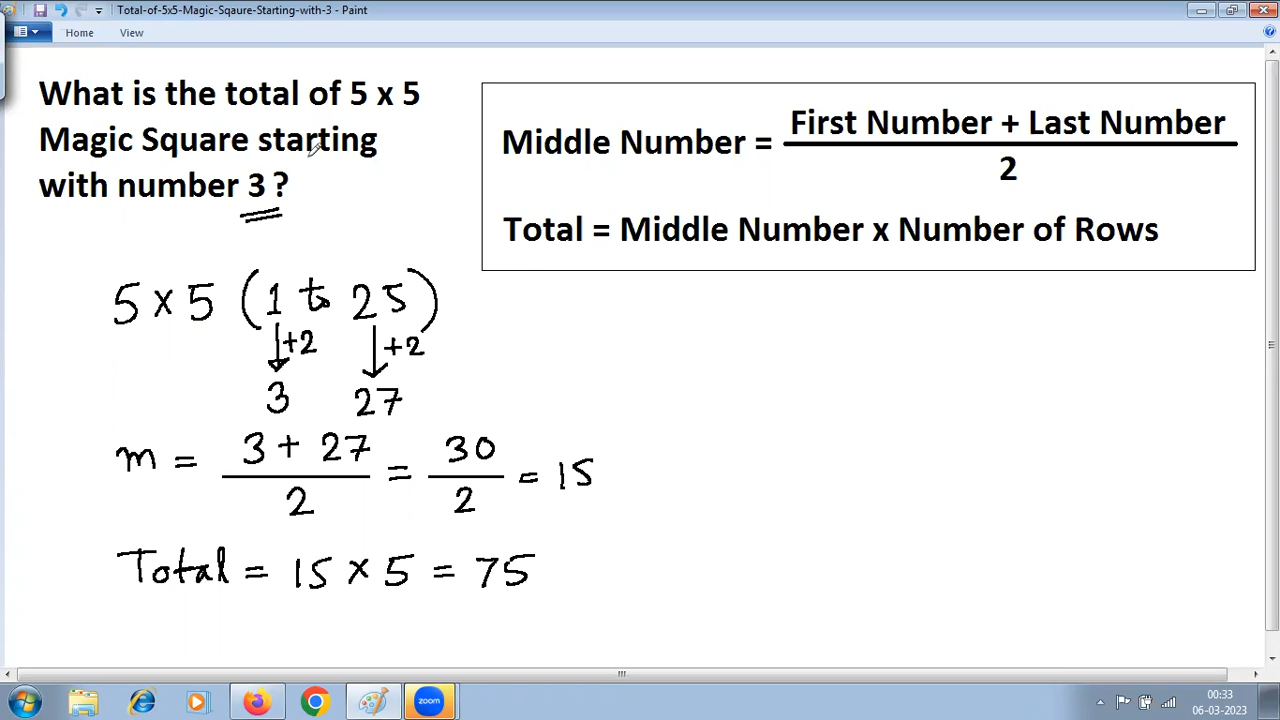 Total-of-5x5-Magic-Sqaure-Starting-with-3 - Paint
Home View
What is the total of 5 x 5
Magic Square starting
with number 3 ?
Middle Number = First Number + Last Number
2
Total = Middle Number x Number of Rows
5 × 5 (1 to 25)
+2 +2
3 27
m = 3 + 27 = 30 = 15
2 2
Total = 15 × 5 = 75
zoom
00:33
06-03-2023